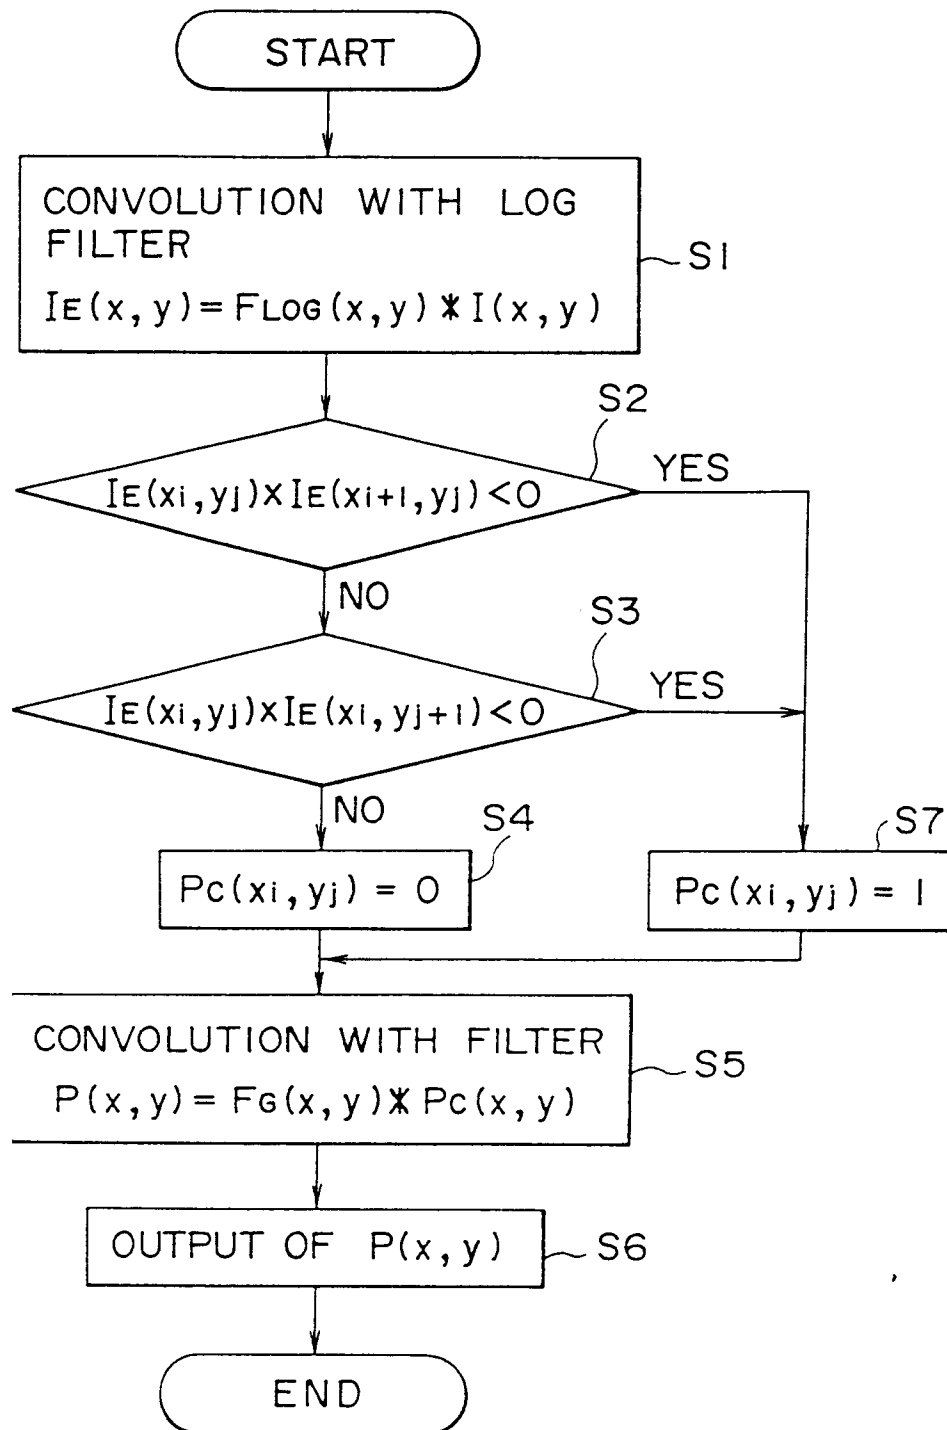 START
CONVOLUTION WITH LOG
FILTER
IE(x,y)=FLOG(x,y)*I(x,y)
S1
S2
IE(xi,yj)xIE(xi+1,yj)<0
YES
NO
S3
IE(xi,yj)xIE(xi,yj+1)<0
YES
NO
S4
S7
Pc(xi,yj) = 0
Pc(xi,yj) = 1
CONVOLUTION WITH FILTER
P(x,y)=FG(x,y)*Pc(x,y)
S5
OUTPUT OF P(x,y)
S6
END